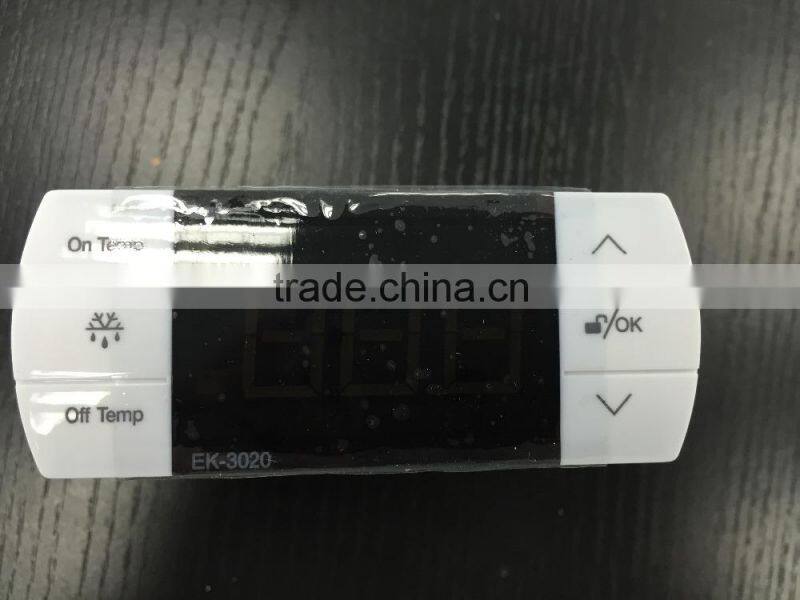 On Temp
trade.china.cn
/OK
Off Temp
EK-3020